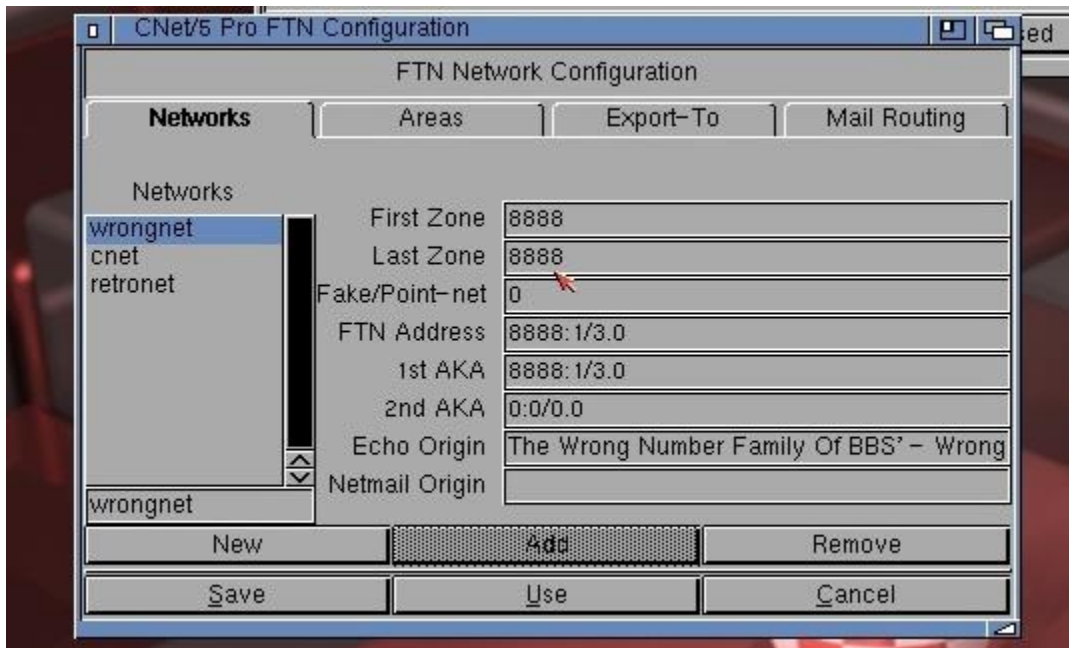 CNet/5 Pro FTN Configuration
sed
FTN Network Configuration
Networks Areas Export-To Mail Routing
Networks
wrongnet
cnet
retronet
wrongnet
First Zone 8888
Last Zone 8888
Fake/Point-net 0
FTN Address 8888:1/3.0
1st AKA 8888:1/3.0
2nd AKA 0:0/0.0
Echo Origin The Wrong Number Family Of BBS' - Wrong
Netmail Origin
New Add Remove
Save Use Cancel